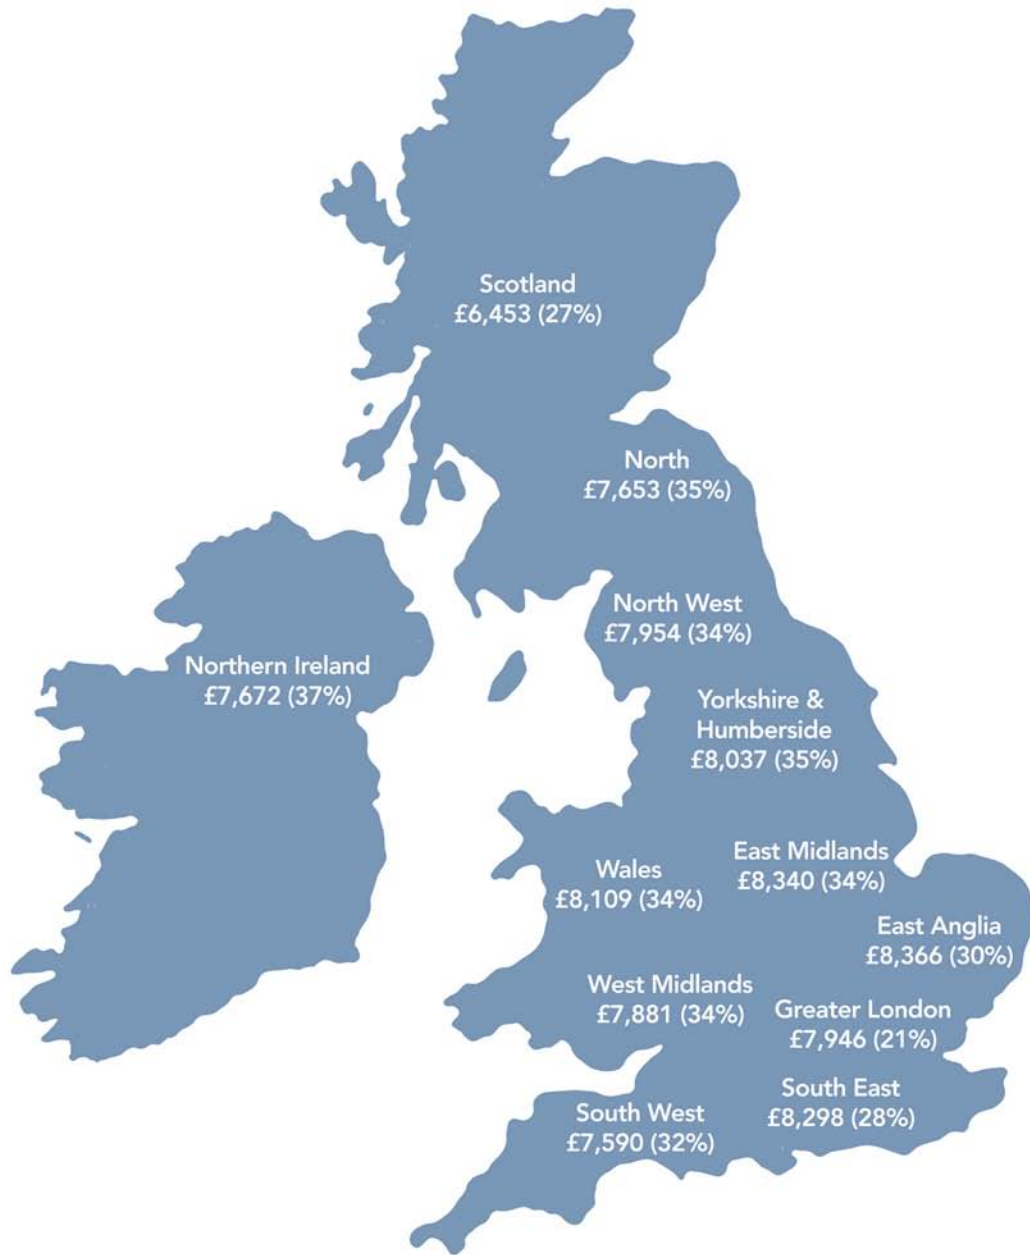 Scotland
£6,453 (27%)
North
£7,653 (35%)
North West
£7,954 (34%)
Northern Ireland
£7,672 (37%)
Yorkshire &
Humberside
£8,037 (35%)
East Midlands
£8,340 (34%)
Wales
£8,109 (34%)
East Anglia
£8,366 (30%)
West Midlands
£7,881 (34%)
Greater London
£7,946 (21%)
South East
£8,298 (28%)
South West
£7,590 (32%)